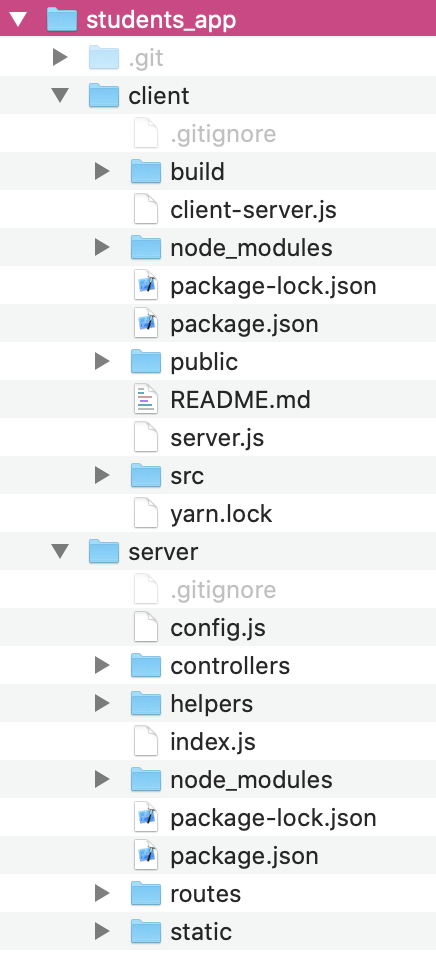 students_app
.git
client
.gitignore
build
client-server.js
node_modules
package-lock.json
package.json
public
README.md
server.js
src
yarn.lock
server
.gitignore
config.js
controllers
helpers
index.js
node_modules
package-lock.json
package.json
routes
static